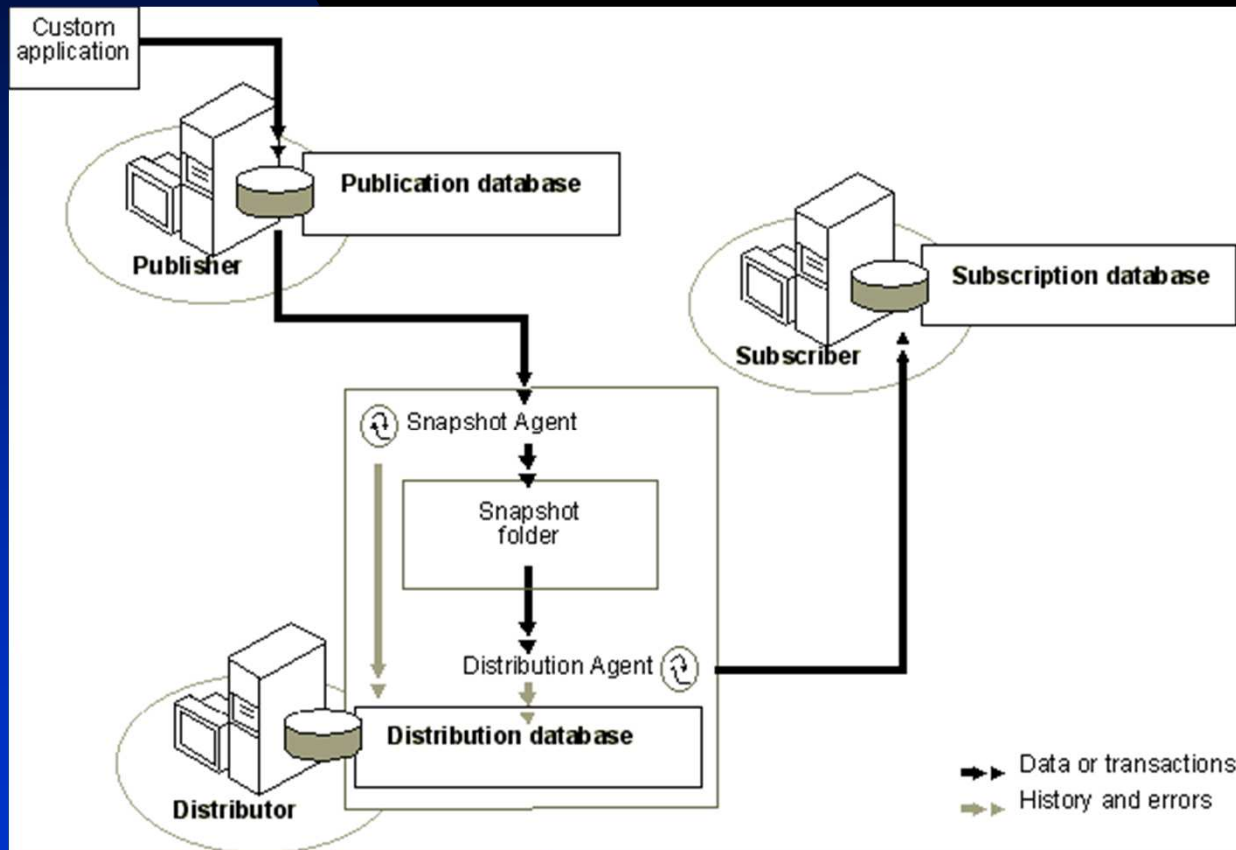 Custom
application
Publication database
Publisher
Subscription database
Subscriber
Snapshot Agent
Snapshot
folder
Distribution Agent
Distribution database
Distributor
Data or transactions
History and errors